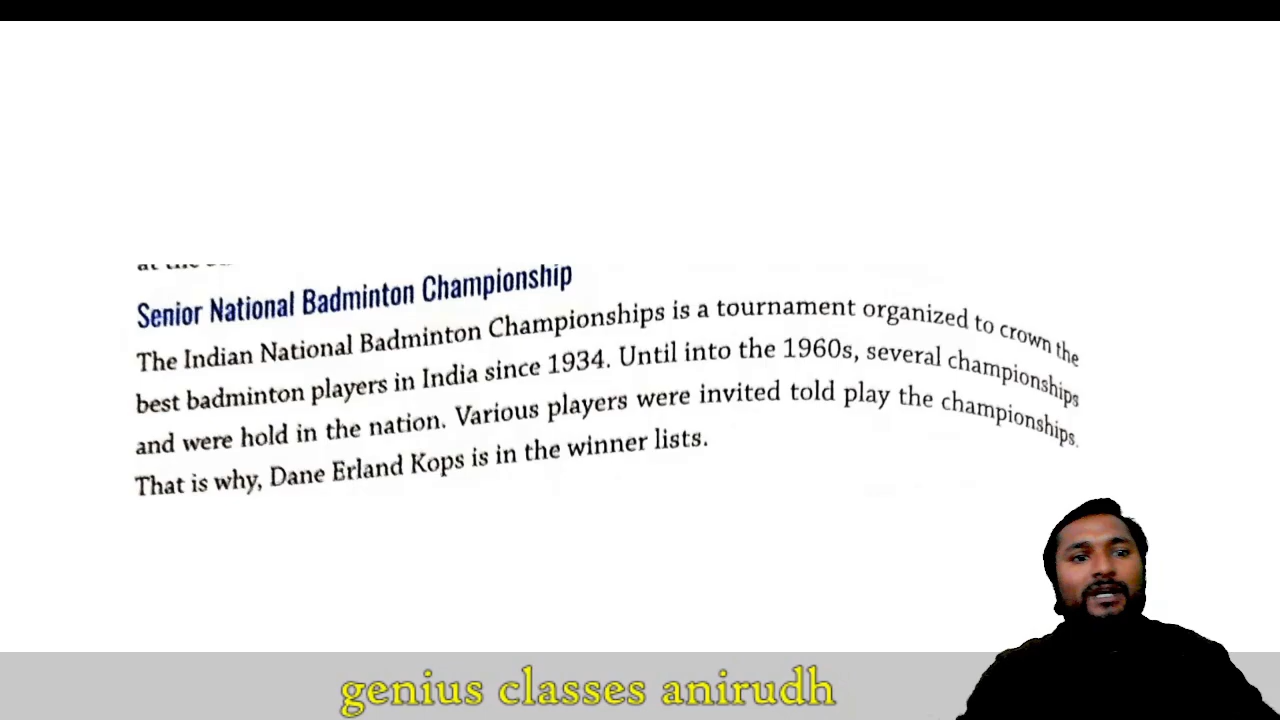 Senior National Badminton Championship
The Indian National Badminton Championships is a tournament organized to crown the
best badminton players in India since 1934. Until into the 1960s, several championships
and were hold in the nation. Various players were invited told play the championships.
That is why, Dane Erland Kops is in the winner lists.
genius classes anirudh